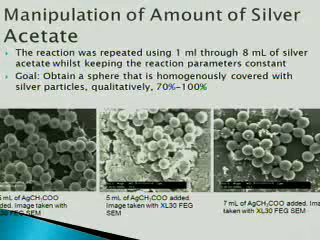 Manipulation of Amount of Silver
Acetate
The reaction was repeated using 1 ml through 8 mL of silver
acetate whilst keeping the reaction parameters constant
Goal: Obtain a sphere that is homogenously covered with
silver particles, qualitatively, 70%-100%
mL of AgCH3COO
ded. Image taken with
30 FEG SEM
5 mL of AgCH3COO added.
Image taken with XL30 FEG
SEM
7 mL of AgCH3COO added. Ima
taken with XL30 FEG SEM